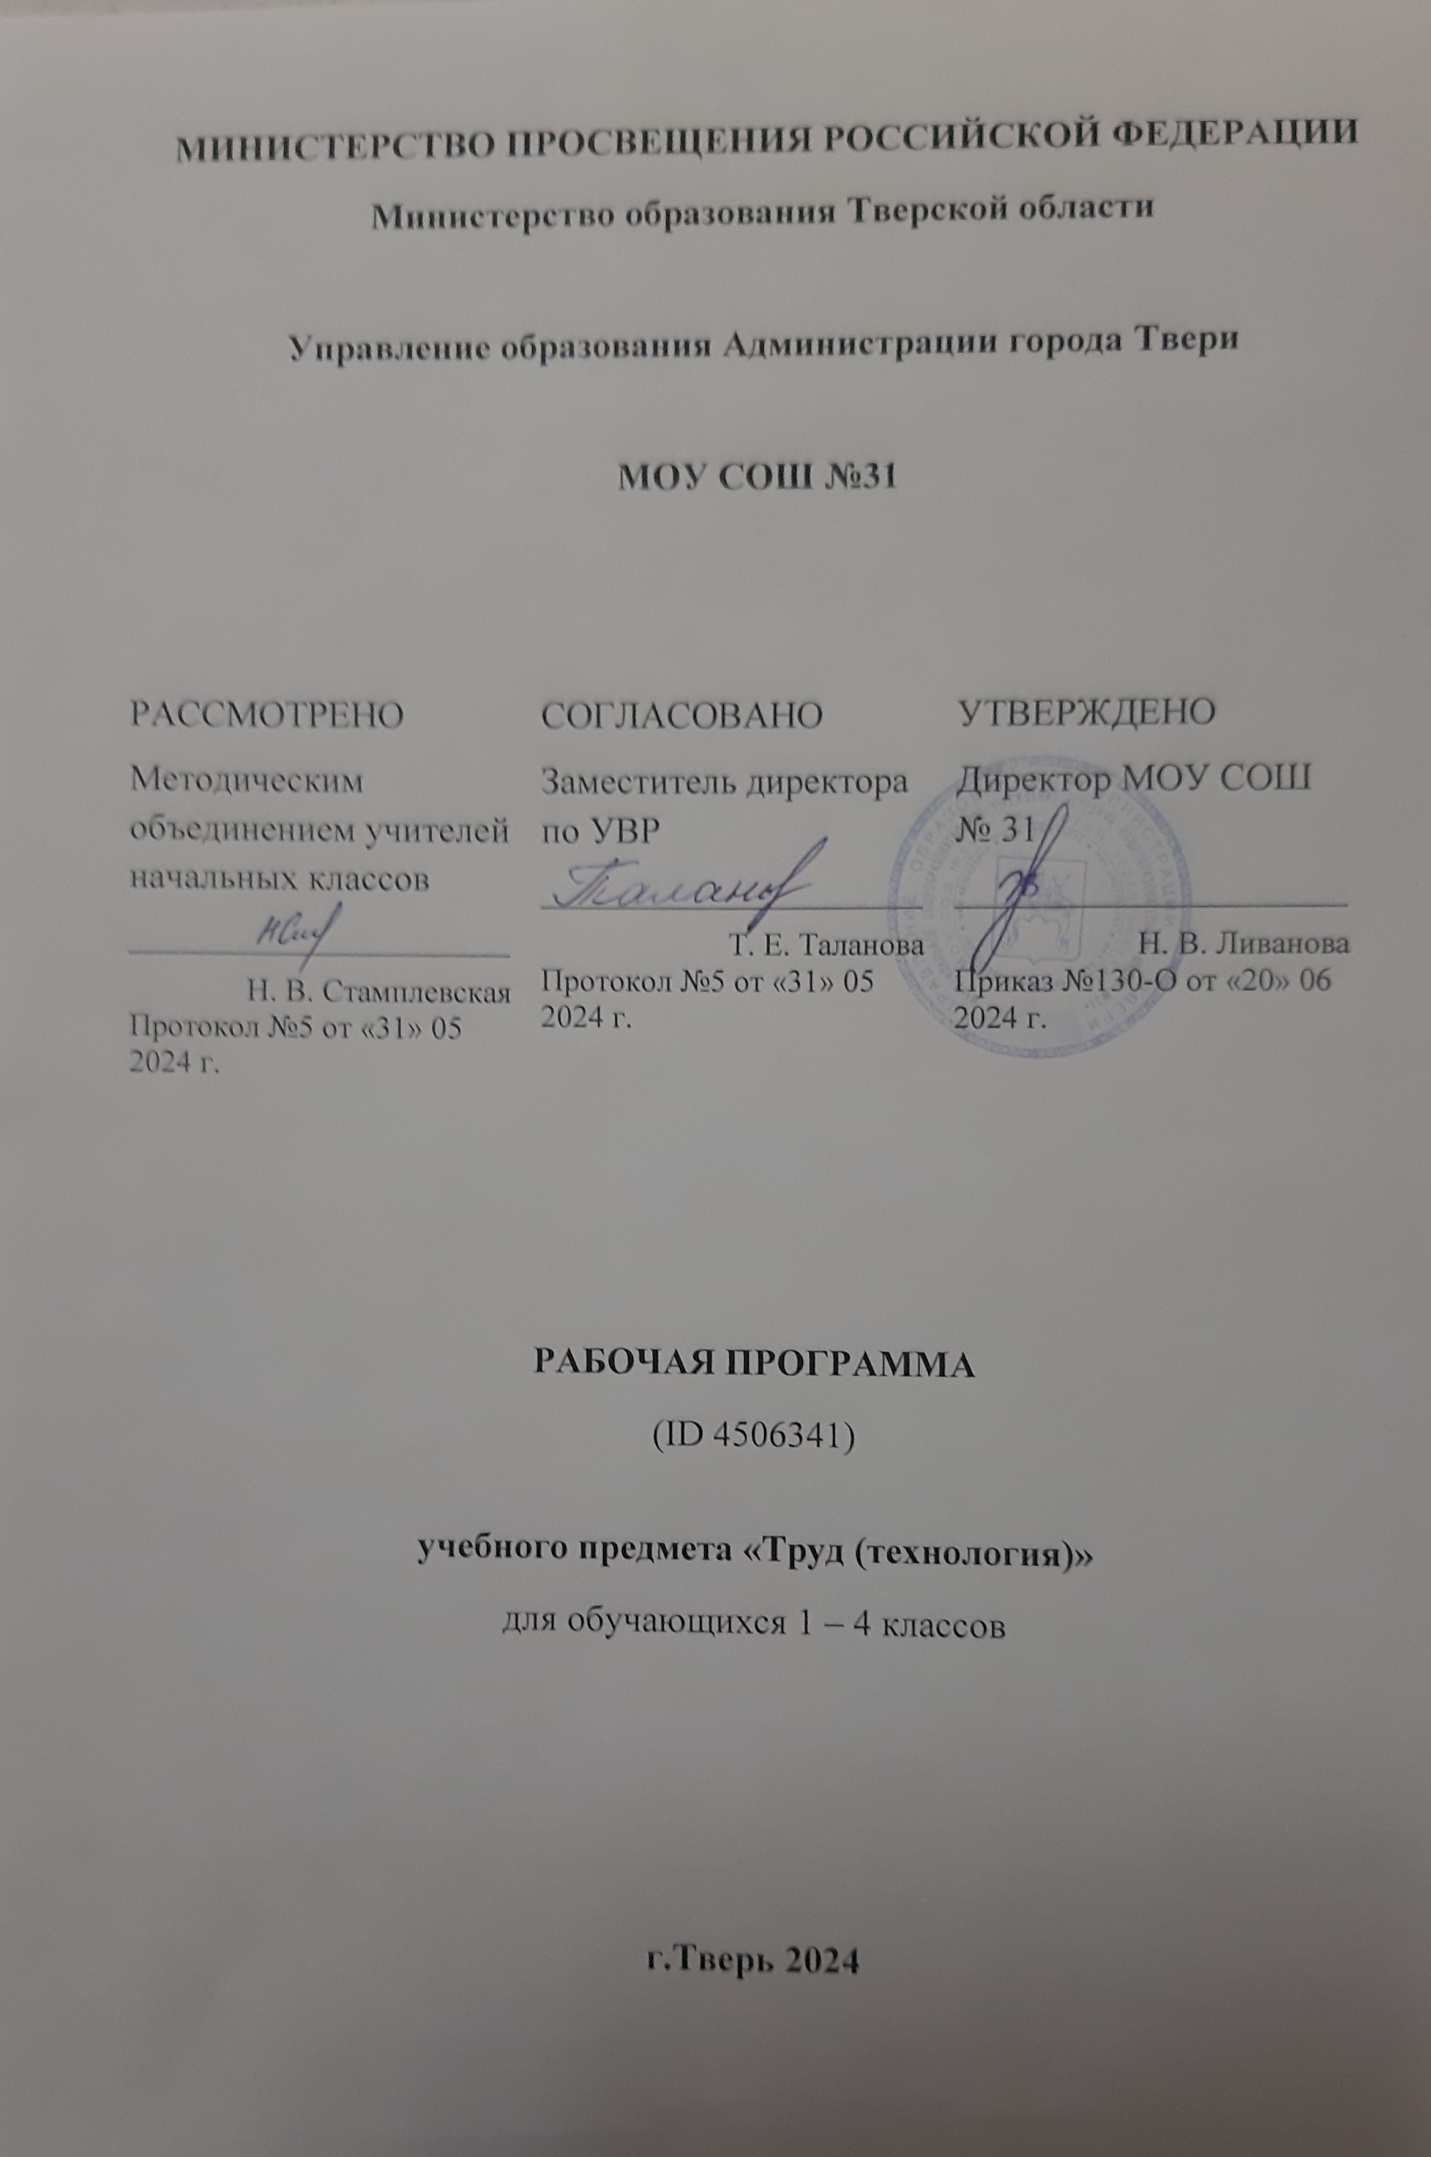 МИНИСТЕРСТВО ПРОСВЕЩЕНИЯ РОССИЙСКОЙ ФЕДЕРАЦИИ
Министерство образования Тверской области
Управление образования Администрации города Твери
МОУ СОШ №31
РАССМОТРЕНО
Методическим
объединением учителей
начальных классов
Н. В. Стамплевская
Протокол №5 от «31» 05
2024 г.
СОГЛАСОВАНО
Заместитель директора
по УВР
Т. Е. Таланова
Протокол №5 от «31» 05
2024 г.
УТВЕРЖДЕНО
Директор МОУ СОШ
№ 31
Н. В. Ливанова
Приказ №130-О от «20» 06
2024 г.
РАБОЧАЯ ПРОГРАММА
(ID 4506341)
учебного предмета «Труд (технология)»
для обучающихся 1 – 4 классов
г.Тверь 2024